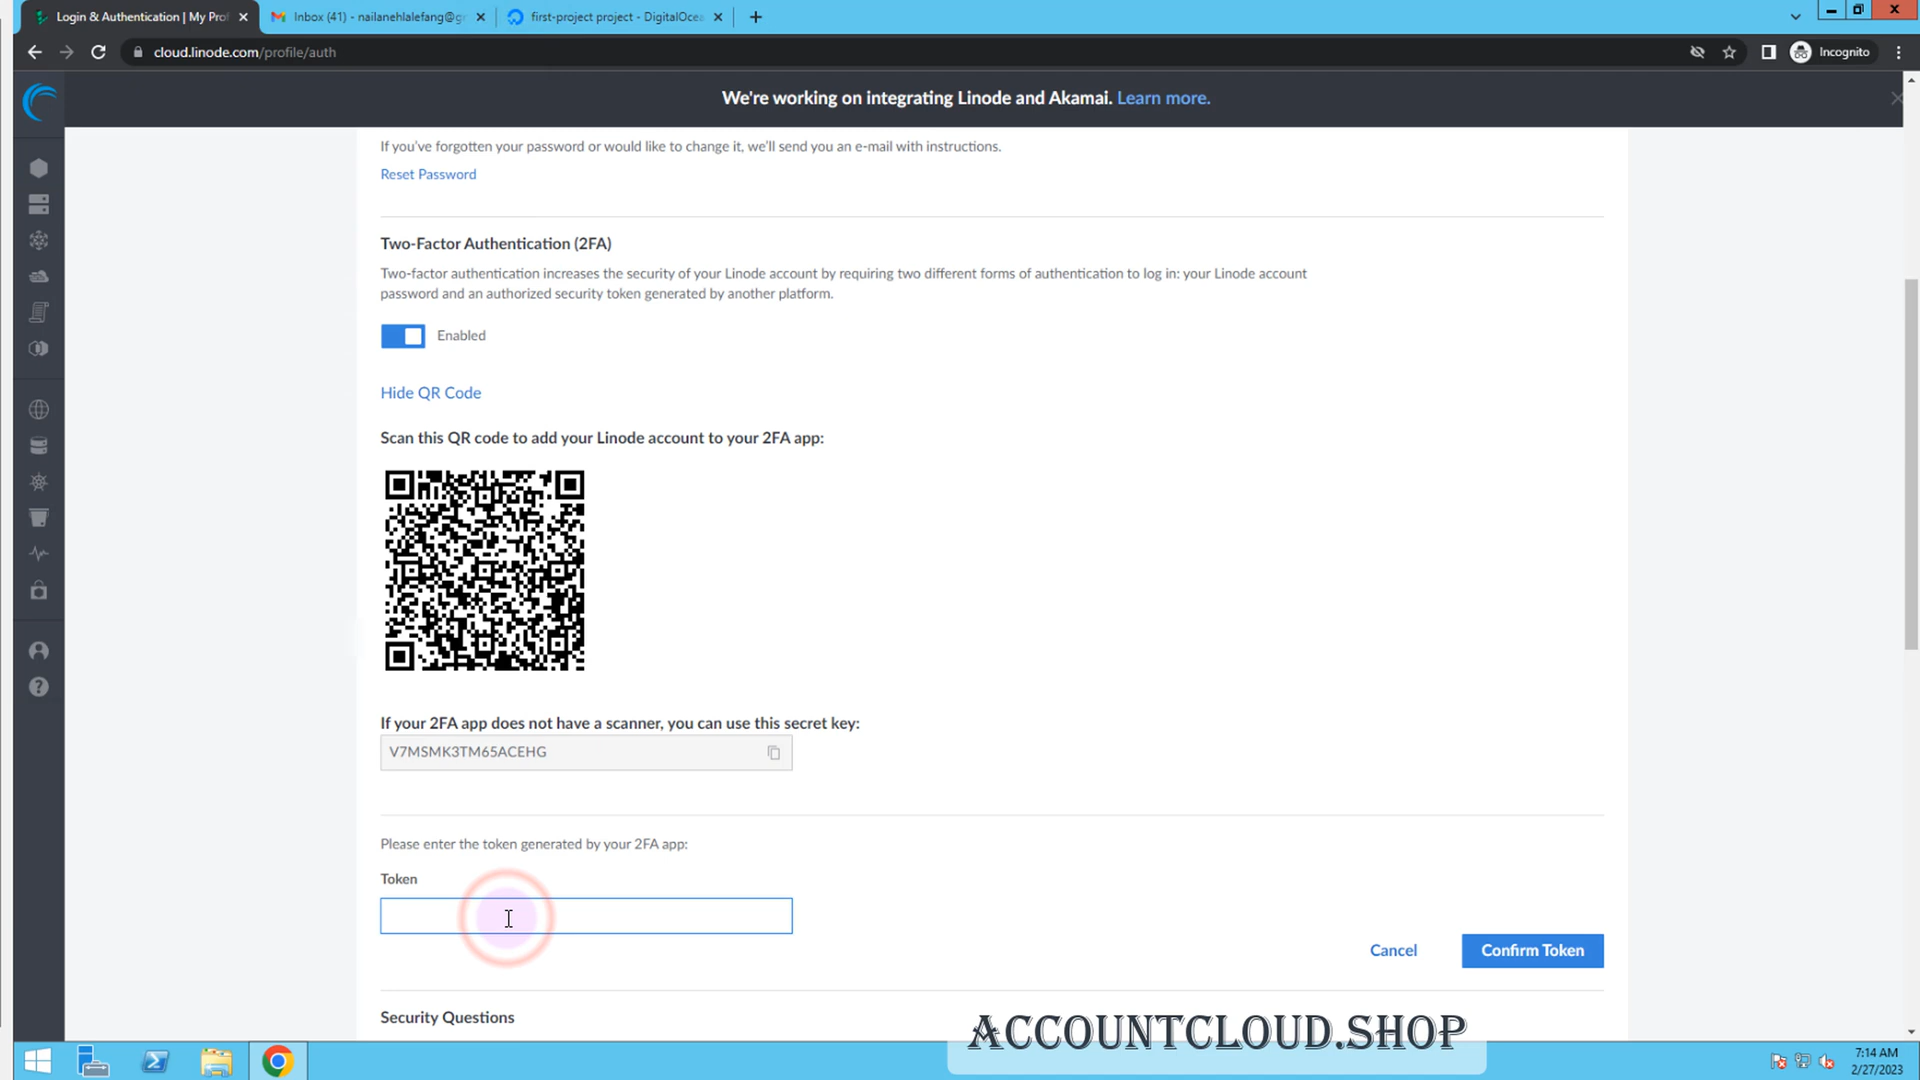 Login & Authentication | My Prof
Inbox (41) - nailanehlalefang@gr
first-project project - DigitalOcea
cloud.linode.com/profile/auth
Incognito
We're working on integrating Linode and Akamai. Learn more.
If you've forgotten your password or would like to change it, we'll send you an e-mail with instructions.
Reset Password
Two-Factor Authentication (2FA)
Two-factor authentication increases the security of your Linode account by requiring two different forms of authentication to log in: your Linode account
password and an authorized security token generated by another platform.
Enabled
Hide QR Code
Scan this QR code to add your Linode account to your 2FA app:
If your 2FA app does not have a scanner, you can use this secret key:
V7MSMK3TM65ACEHG
Please enter the token generated by your 2FA app:
Token
Cancel
Confirm Token
Security Questions
ACCOUNTCLOUD.SHOP
7:14 AM
2/27/2023